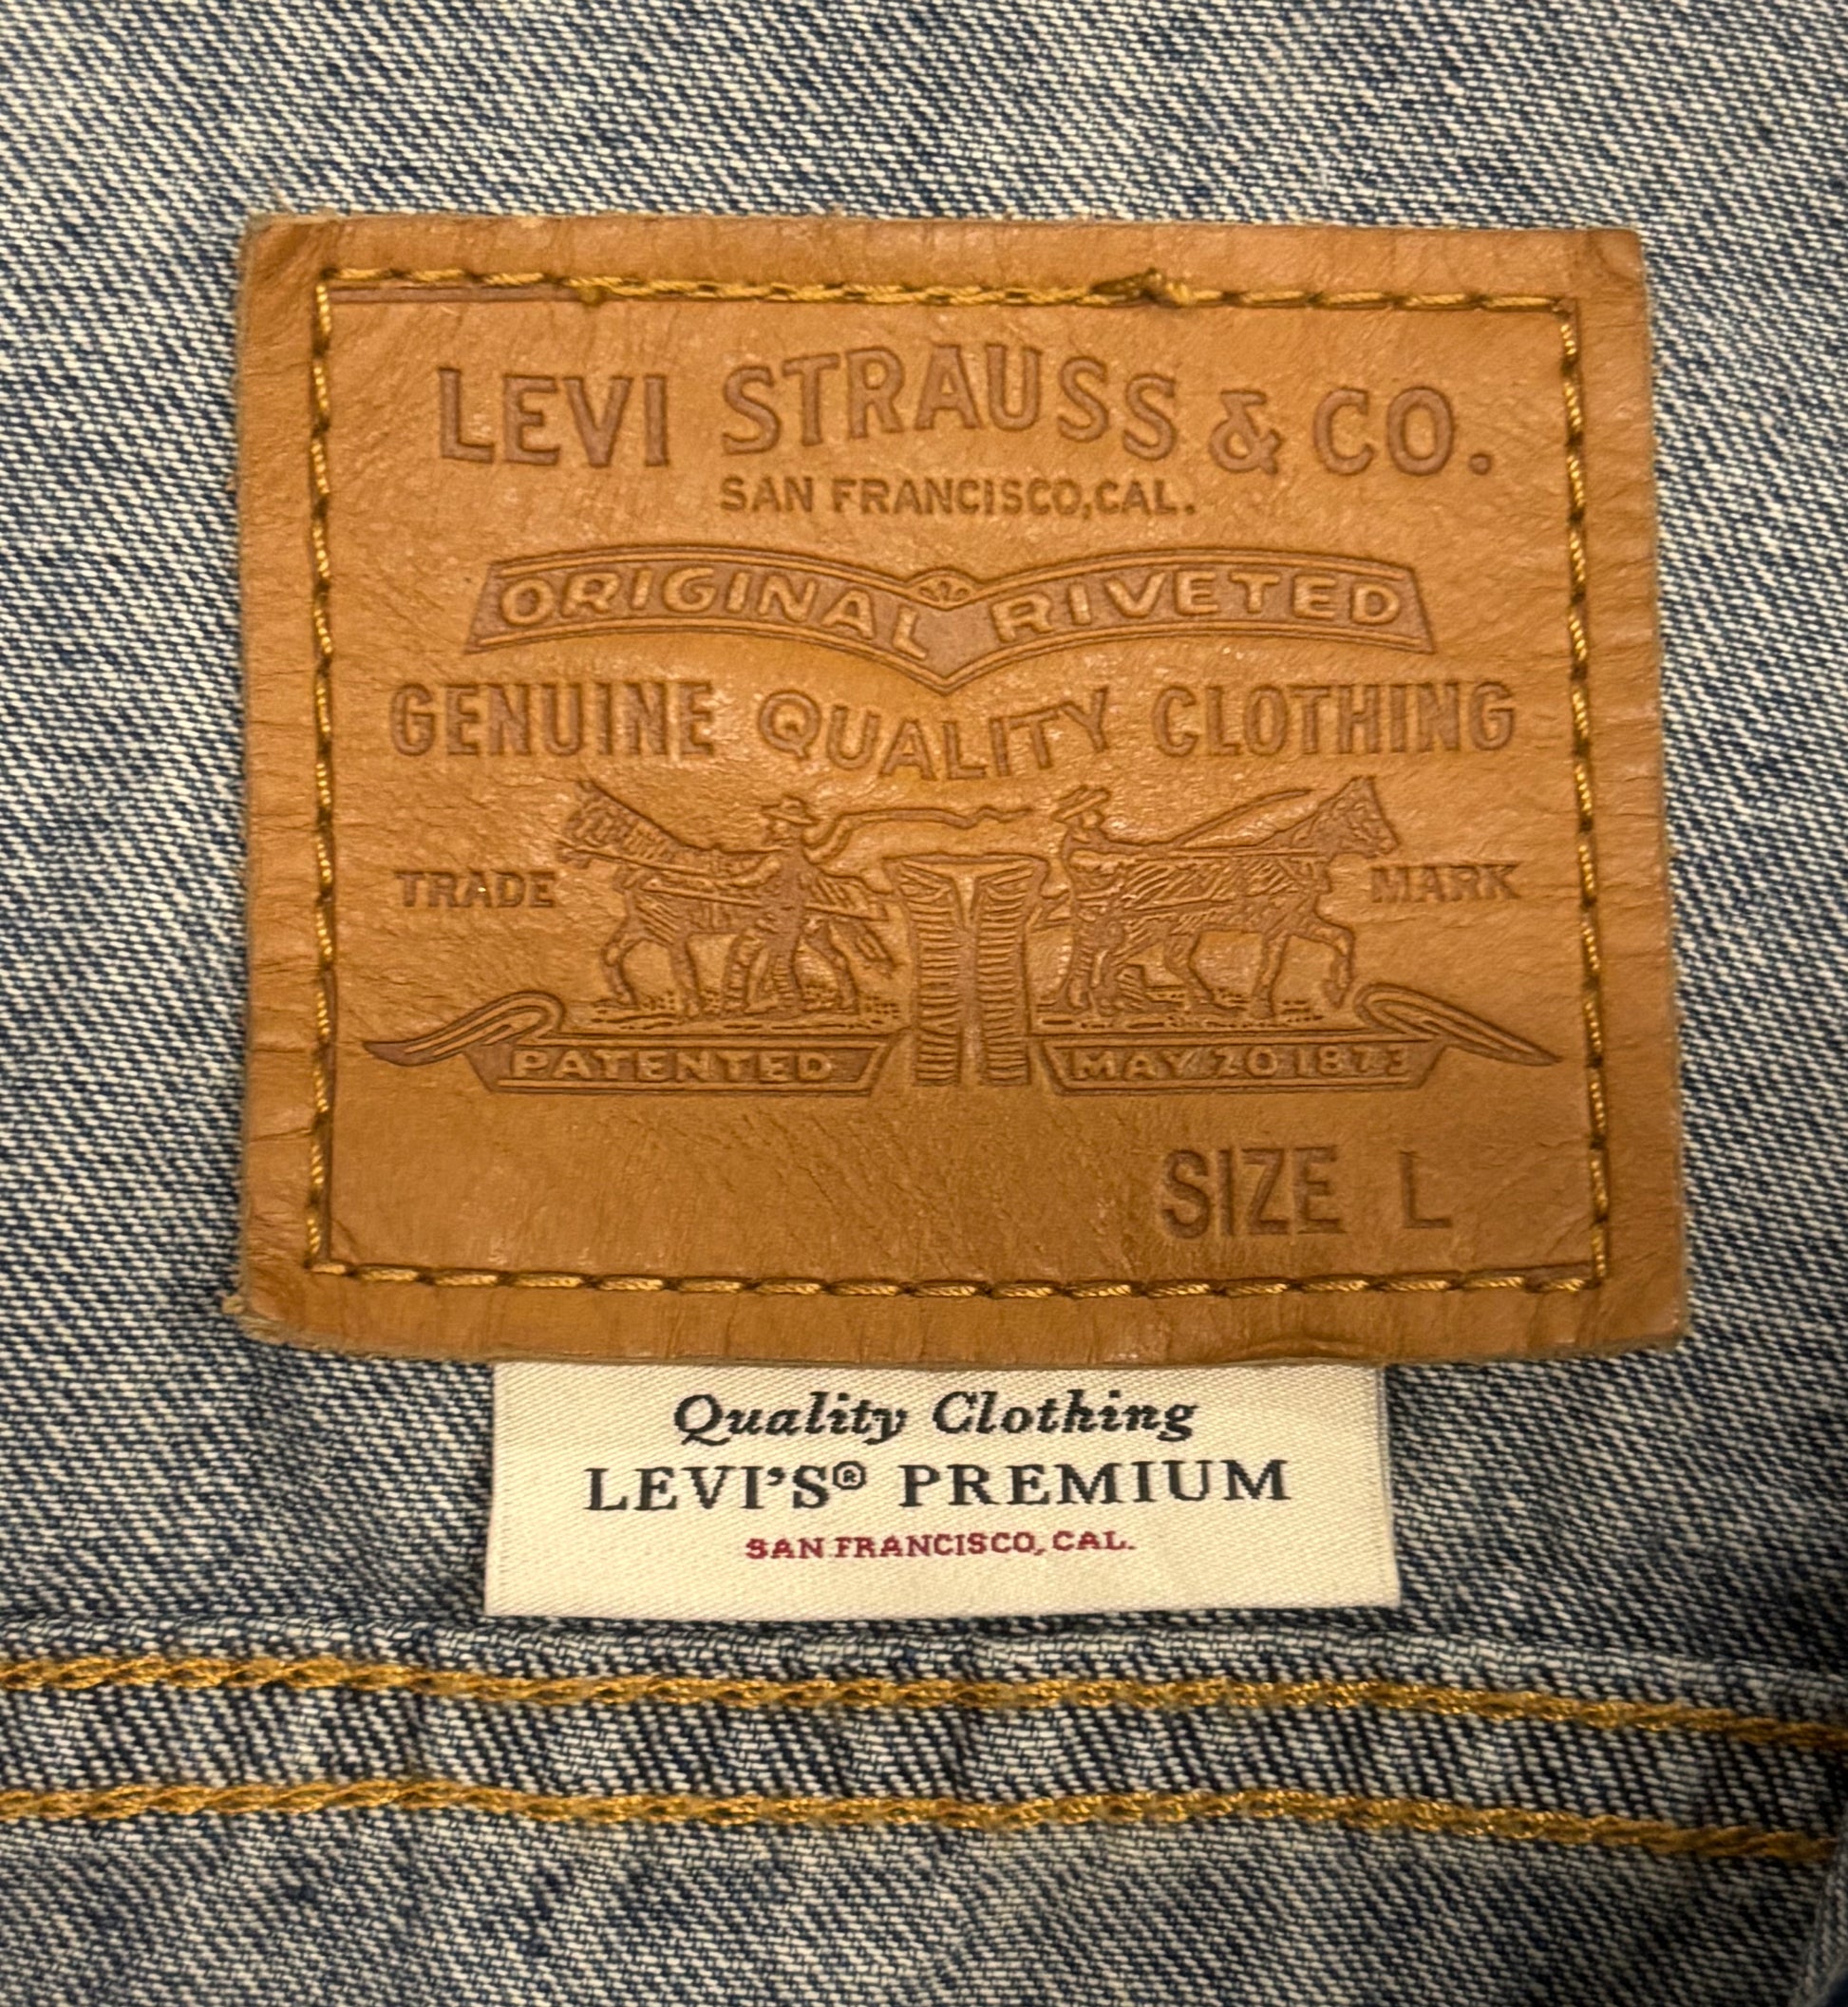 LEVI STRAUSS & CO.
SAN FRANCISCO, CAL.
ORIGINAL RIVETED
GENUINE QUALITY CLOTHING
TRADE MARK
PATENTED MAY 20 1873
SIZE L
Quality Clothing
LEVI'S® PREMIUM
SAN FRANCISCO, CAL.